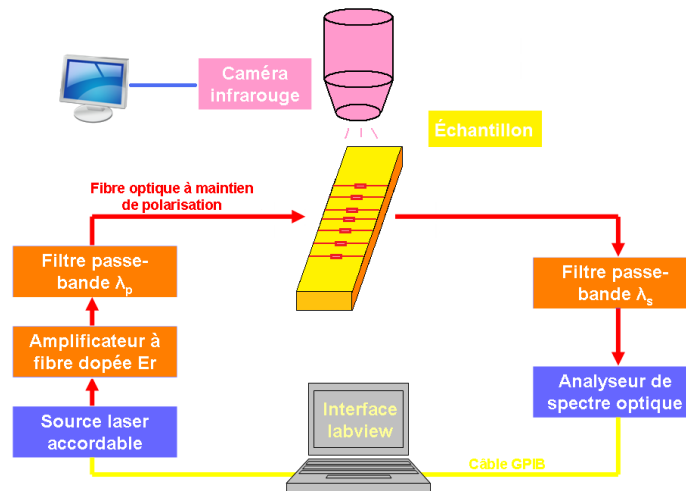 Caméra
infrarouge
Échantillon
Fibre optique à maintien
de polarisation
Filtre passe-
bande λp
Filtre passe-
bande λs
Amplificateur à
fibre dopée Er
Analyseur de
spectre optique
Source laser
accordable
Interface
labview
Câble GPIB